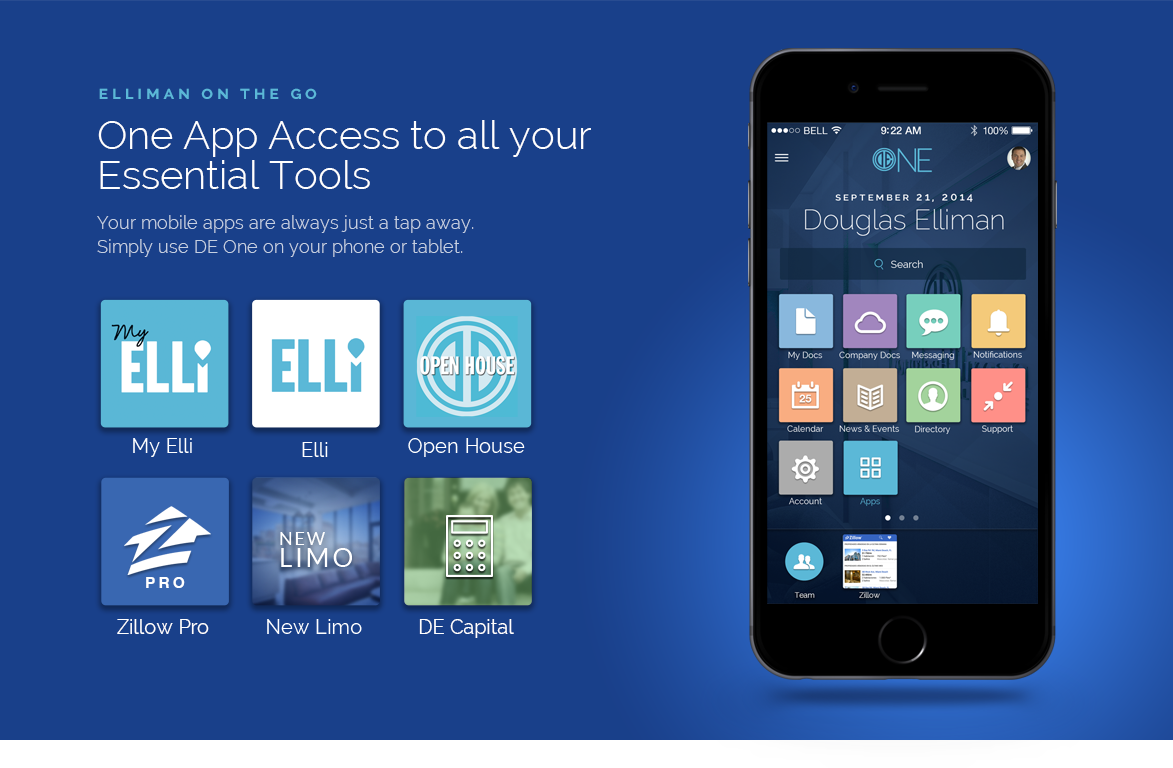 ELLIMAN ON THE GO
One App Access to all your
Essential Tools
Your mobile apps are always just a tap away.
Simply use DE One on your phone or tablet.
My
ELLi
ELLi
OPEN HOUSE
My Elli
Elli
Open House
PRO
NEW
LIMO
Zillow Pro
New Limo
DE Capital
BELL
9:22 AM
100%
DE ONE
SEPTEMBER 21, 2014
Douglas Elliman
Search
My Docs
Company Docs
Messaging
Notifications
25
Calendar
News & Events
Directory
Support
Account
Apps
Zillow
Team
Zillow